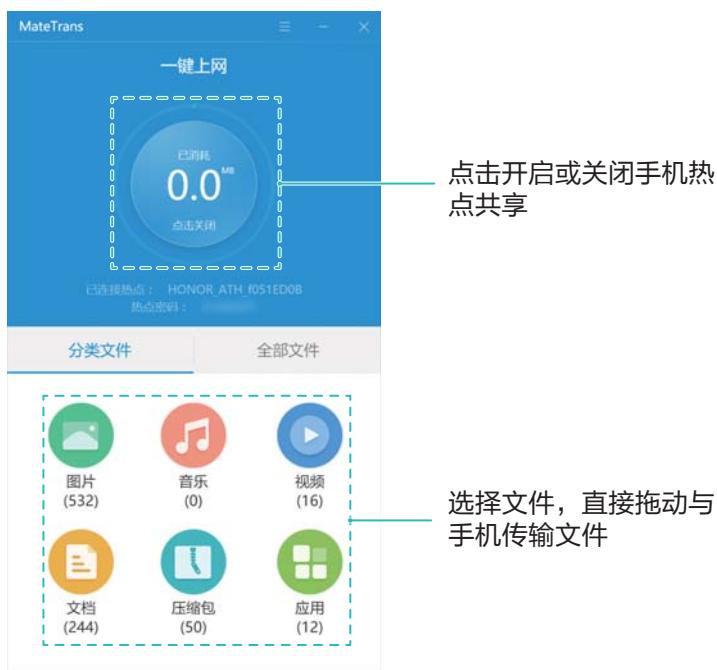 MateTrans
一键上网
已消耗
0.0 MB
点击关闭
点击开启或关闭手机热
点共享
已连接热点： HONOR_ATH_f051ED08
热点密码：
分类文件 全部文件
图片 音乐 视频
(532) (0) (16)
选择文件，直接拖动与
手机传输文件
文档 压缩包 应用
(244) (50) (12)